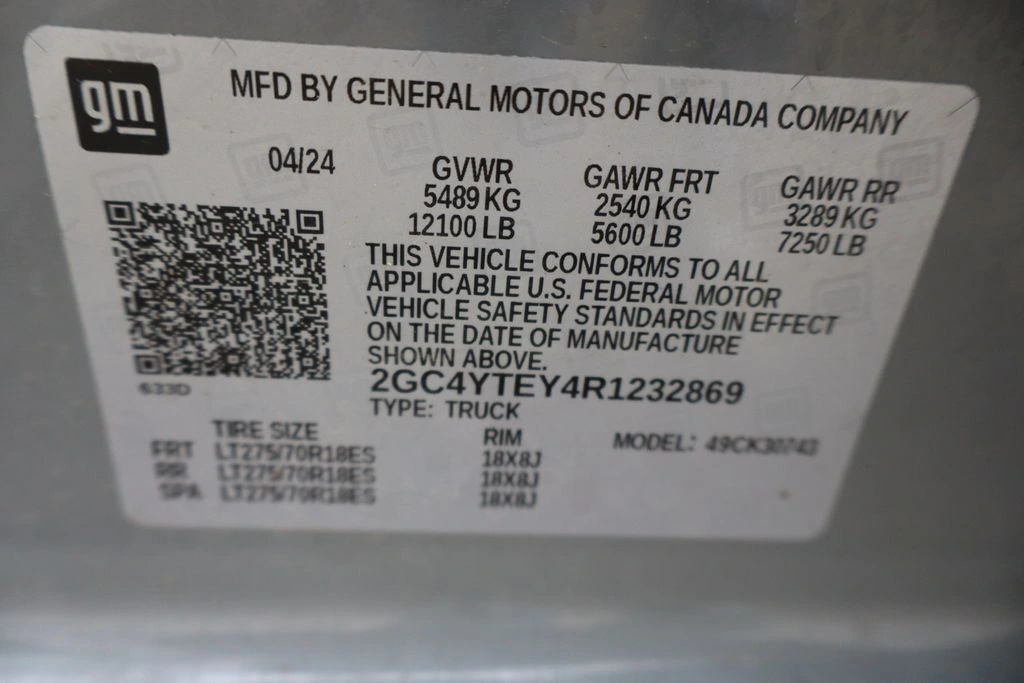 gm
MFD BY GENERAL MOTORS OF CANADA COMPANY
04/24
GVWR
5489 KG
12100 LB
GAWR FRT
2540 KG
5600 LB
GAWR RR
3289 KG
7250 LB
THIS VEHICLE CONFORMS TO ALL
APPLICABLE U.S. FEDERAL MOTOR
VEHICLE SAFETY STANDARDS IN EFFECT
ON THE DATE OF MANUFACTURE
SHOWN ABOVE.
633D
2GC4YTEY4R1232869
TYPE: TRUCK
TIRE SIZE RIM MODEL: 49CK30743
FRT LT275/70R18ES 18X8J
RR LT275/70R18ES 18X8J
SPA LT275/70R18ES 18X8J